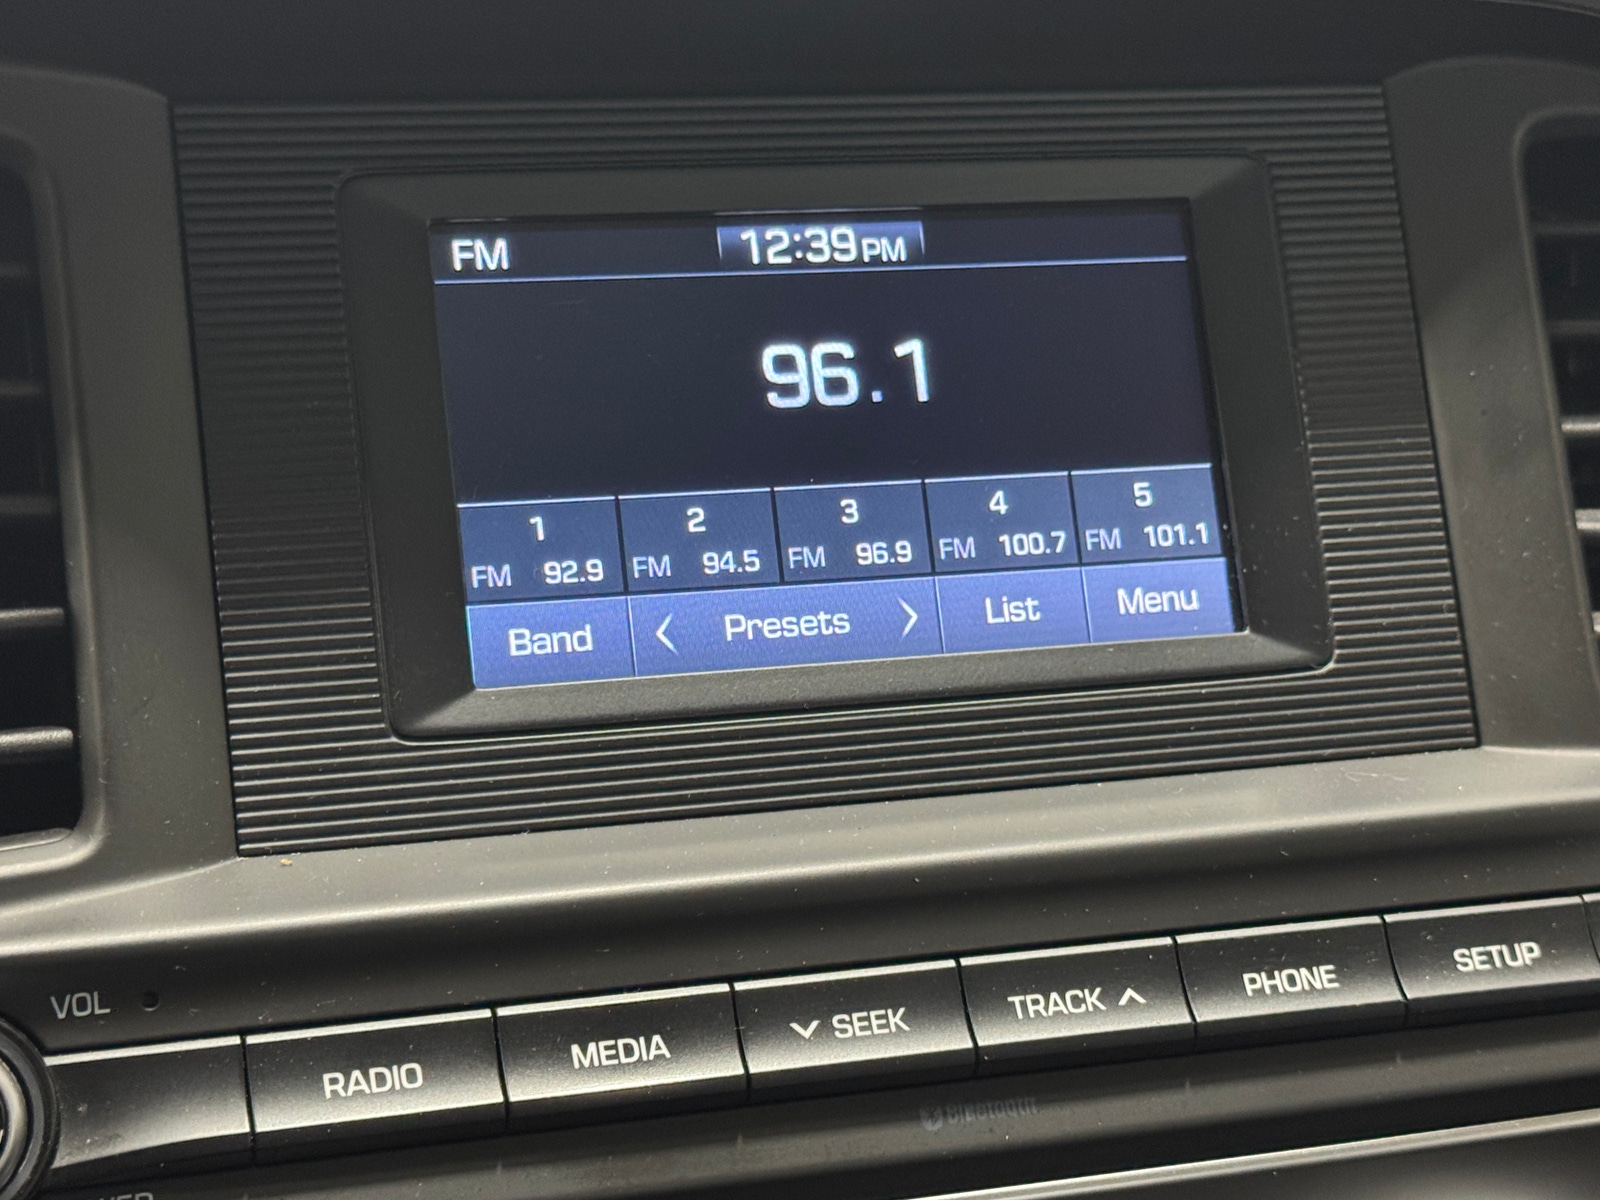 FM 12:39 PM
96.1
1 2 3 4 5
FM 92.9 FM 94.5 FM 96.9 FM 100.7 FM 101.1
Band < Presets > List Menu
VOL
RADIO MEDIA ∨ SEEK TRACK ∧ PHONE SETUP
Bluetooth